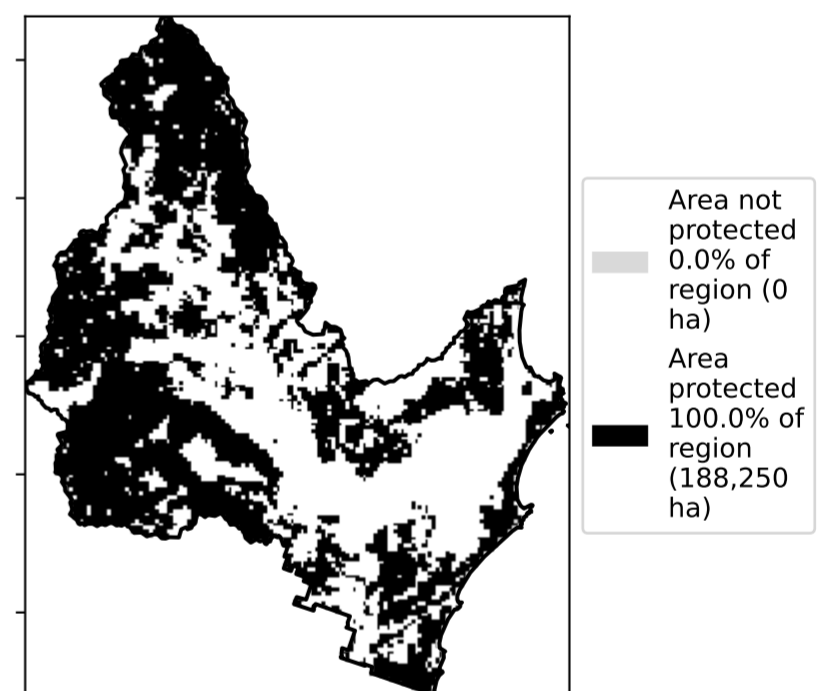 Area not
protected
0.0% of
region (0
ha)
Area
protected
100.0% of
region
(188,250
ha)